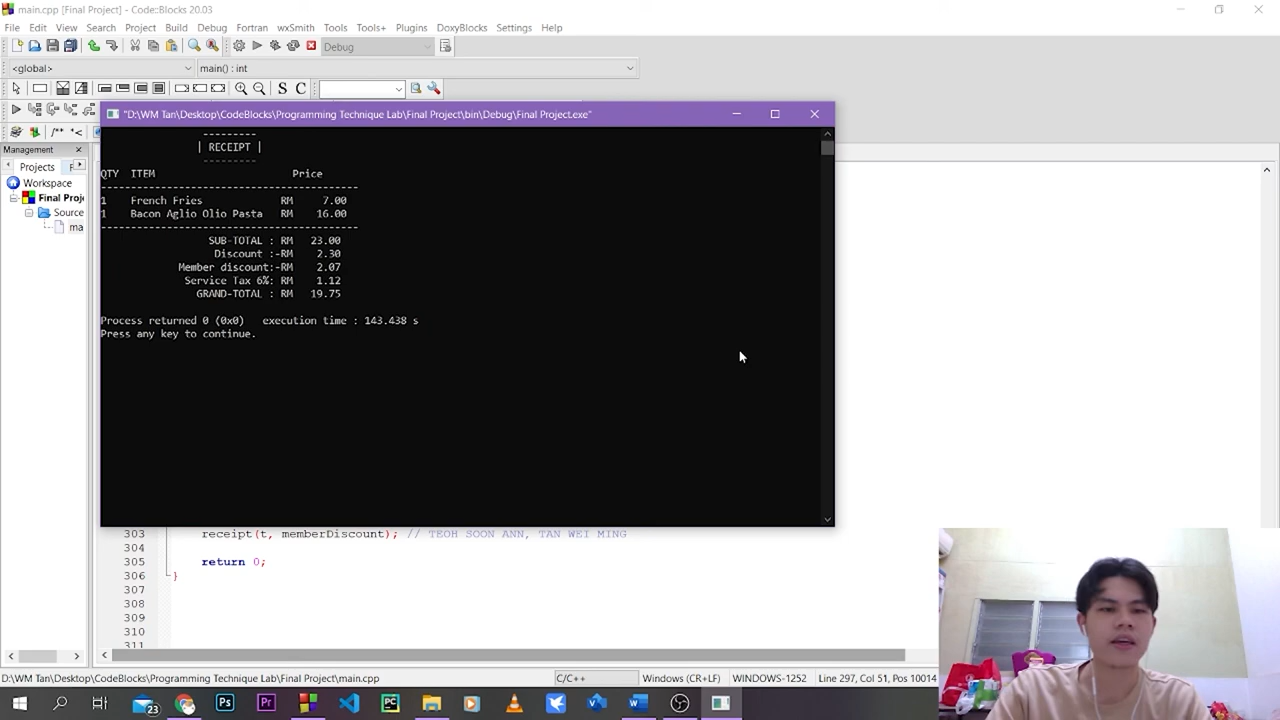 main.cpp [Final Project] - Code::Blocks 20.03
File Edit View Search Project Build Debug Fortran wxSmith Tools Tools+ Plugins DoxyBlocks Settings Help
Debug
<global> main() : int
S C
/** *<
"D:\WM Tan\Desktop\CodeBlocks\Programming Technique Lab\Final Project\bin\Debug\Final Project.exe"
Management
Projects
Workspace
Final Proj
Source
ma
---------
| RECEIPT |
---------
QTY ITEM Price
-------------------------------------------
1 French Fries RM 7.00
1 Bacon Aglio Olio Pasta RM 16.00
-------------------------------------------
SUB-TOTAL : RM 23.00
Discount :-RM 2.30
Member discount:-RM 2.07
Service Tax 6%: RM 1.12
GRAND-TOTAL : RM 19.75
Process returned 0 (0x0) execution time : 143.438 s
Press any key to continue.
303 receipt(t, memberDiscount); // TEOH SOON ANN, TAN WEI MING
304
305 return 0;
306 }
307
308
309
310
311
D:\WM Tan\Desktop\CodeBlocks\Programming Technique Lab\Final Project\main.cpp C/C++ Windows (CR+LF) WINDOWS-1252 Line 297, Col 51, Pos 10014
23 Ps Pr PC W